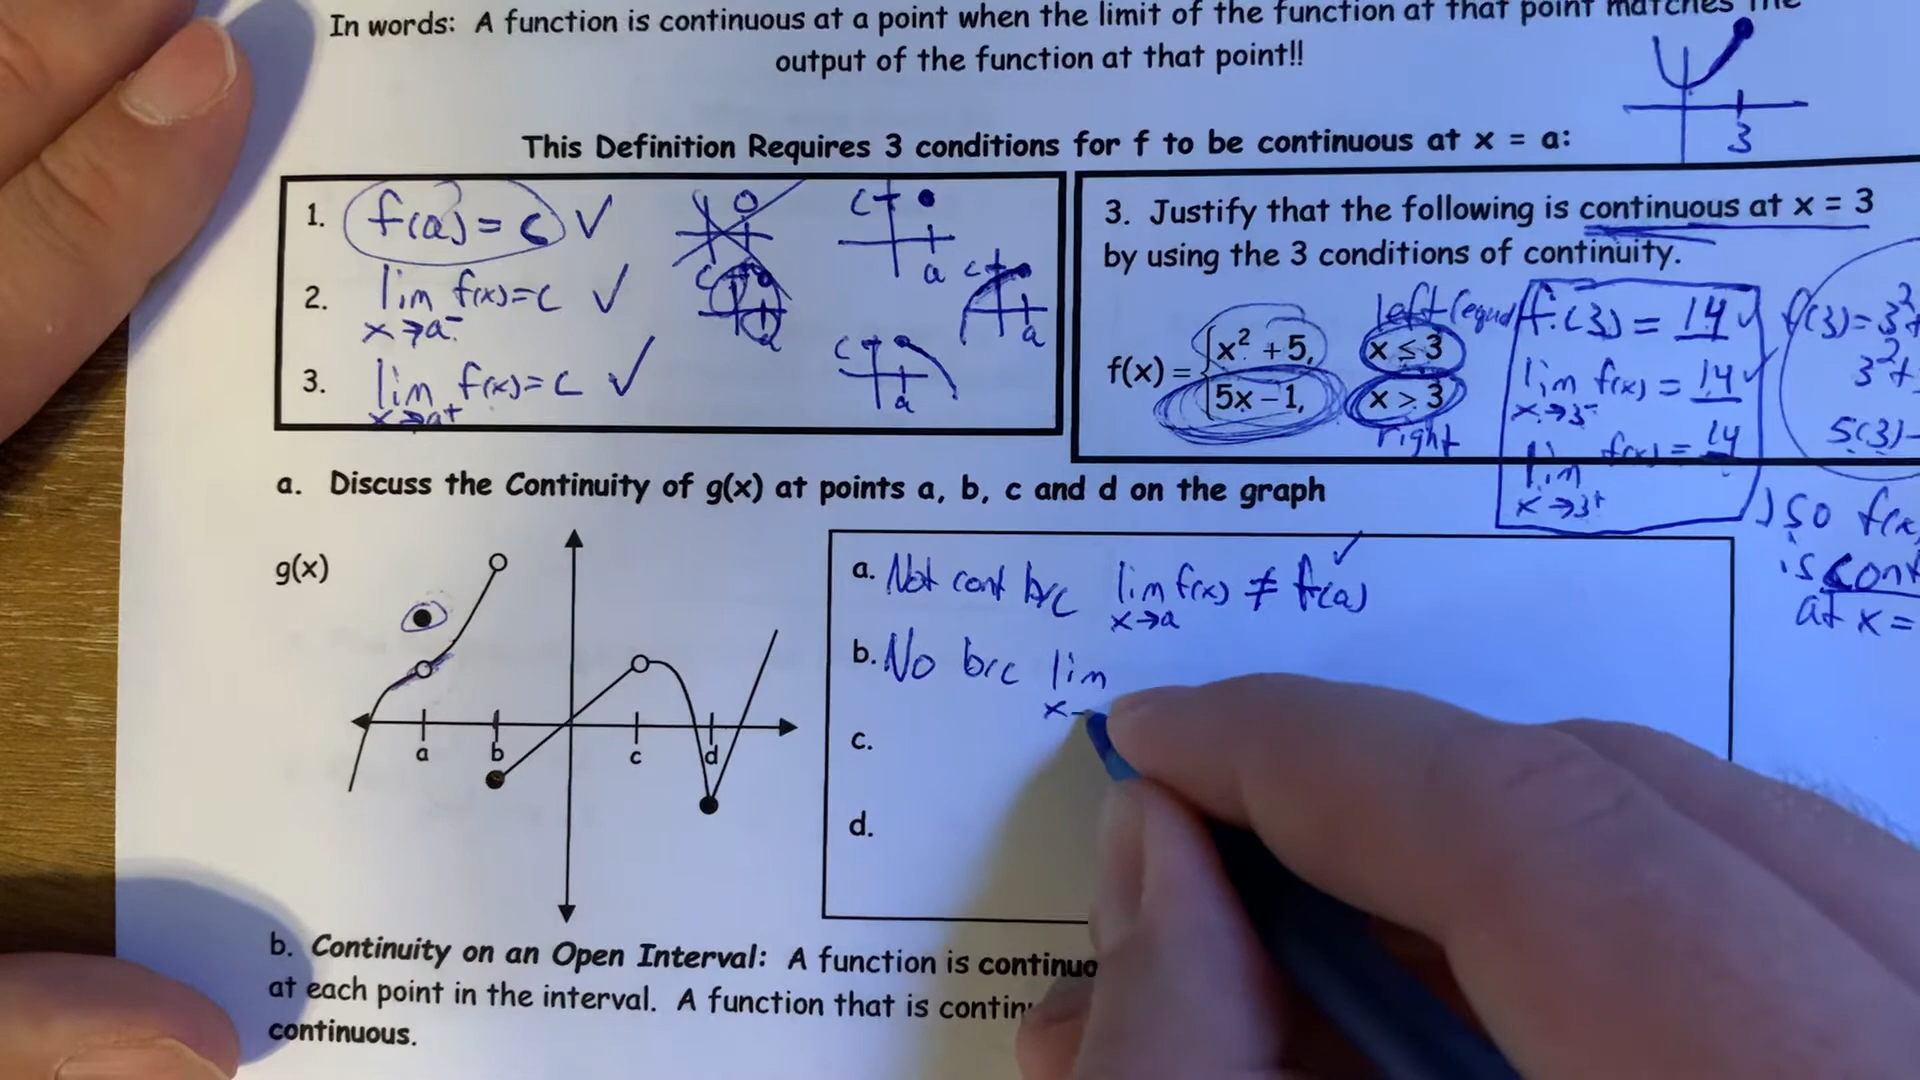 In words: A function is continuous at a point when the limit of the function at that point matches the
output of the function at that point!!
3
This Definition Requires 3 conditions for f to be continuous at x = a:
1. f(a) = c ✓
2. lim f(x)=c ✓
x→a⁻
3. lim f(x)=c ✓
x→a⁺
c
a
c
a
c
a
c
a
3. Justify that the following is continuous at x = 3
by using the 3 conditions of continuity.
left (equal
f(x) = { x² + 5, x ≤ 3
5x − 1, x > 3
right
f(3) = 14 ✓
lim f(x) = 14 ✓
x→3⁻
lim f(x) = 14
x→3⁺
f(3)=3²+
3²+
5(3)-
so f(x)
is cont
at x =
a. Discuss the Continuity of g(x) at points a, b, c and d on the graph
g(x)
a b c d
a. Not cont b/c lim f(x) ≠ f(a) ✓
x→a
b. No b/c lim
x-
c.
d.
b. Continuity on an Open Interval: A function is continuo
at each point in the interval. A function that is contin
continuous.